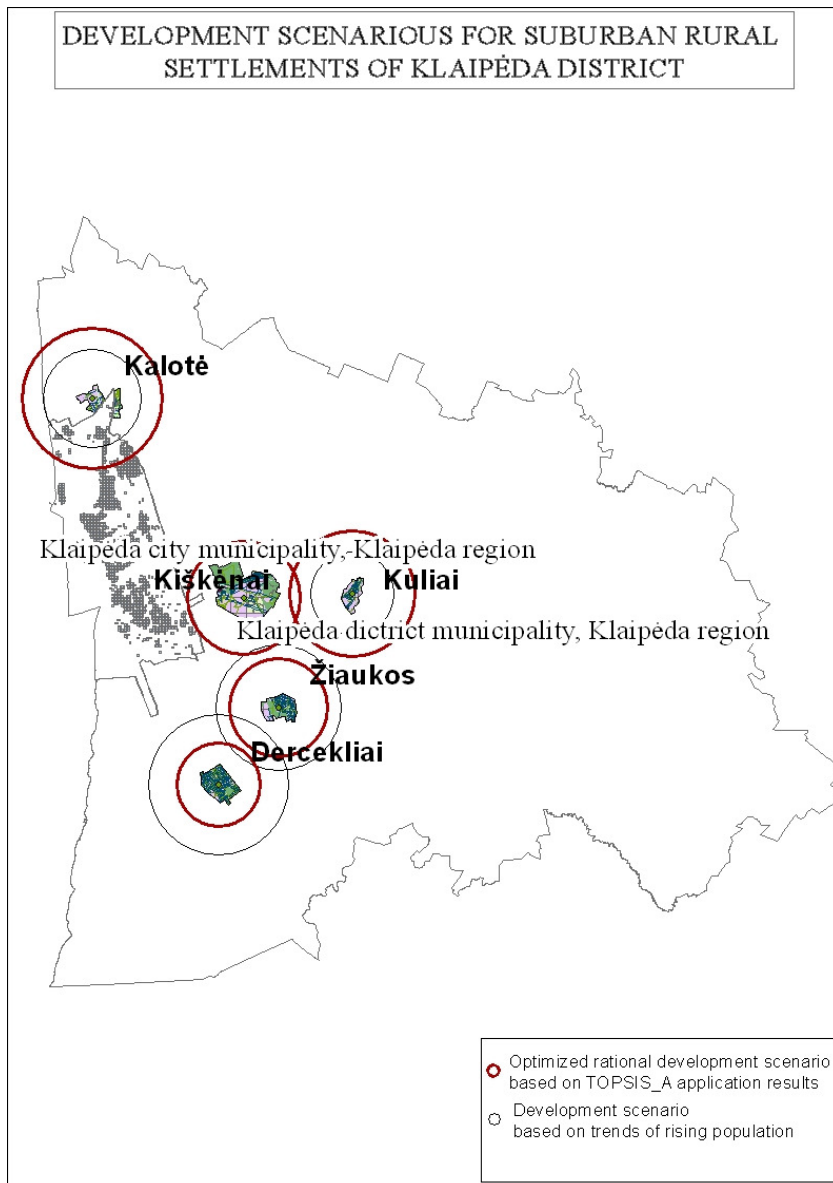 DEVELOPMENT SCENARIOUS FOR SUBURBAN RURAL
SETTLEMENTS OF KLAIPĖDA DISTRICT
Kalotė
Klaipėda city municipality, Klaipėda region
Kiškėnai
Kuliai
Klaipėda dictrict municipality, Klaipėda region
Žiaukos
Dercekliai
Optimized rational development scenario
based on TOPSIS_A application results
Development scenario
based on trends of rising population